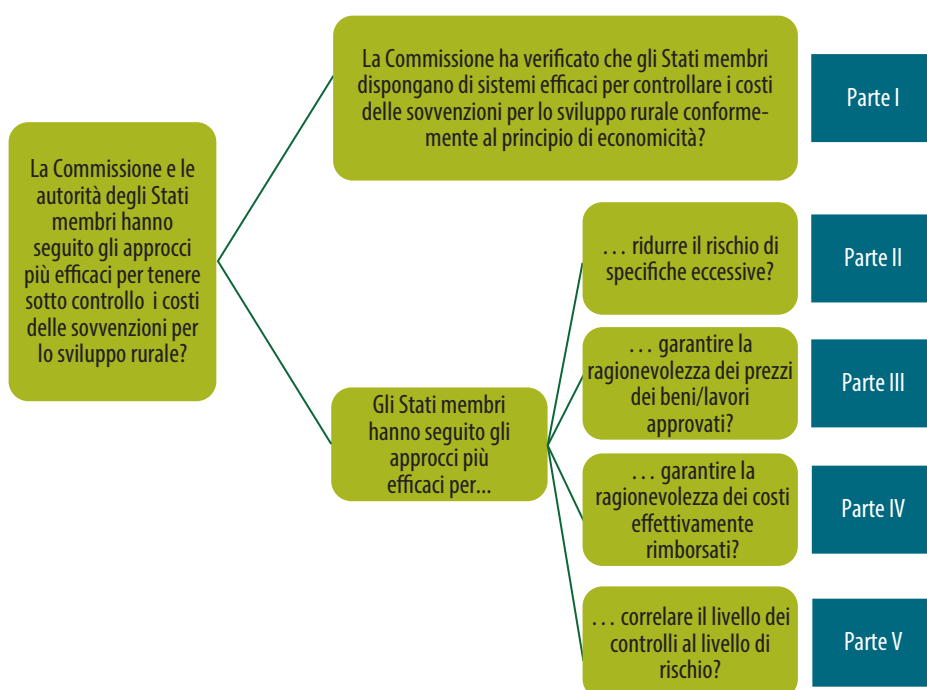 La Commissione e le
autorità degli Stati
membri hanno
seguito gli approcci
più efficaci per tenere
sotto controllo i costi
delle sovvenzioni per
lo sviluppo rurale?
La Commissione ha verificato che gli Stati membri
dispongano di sistemi efficaci per controllare i costi
delle sovvenzioni per lo sviluppo rurale conforme-
mente al principio di economicità?
Parte I
Gli Stati membri
hanno seguito gli
approcci più
efficaci per...
... ridurre il rischio di
specifiche eccessive?
Parte II
... garantire la
ragionevolezza dei prezzi
dei beni/lavori
approvati?
Parte III
... garantire la
ragionevolezza dei costi
effettivamente
rimborsati?
Parte IV
... correlare il livello dei
controlli al livello di
rischio?
Parte V